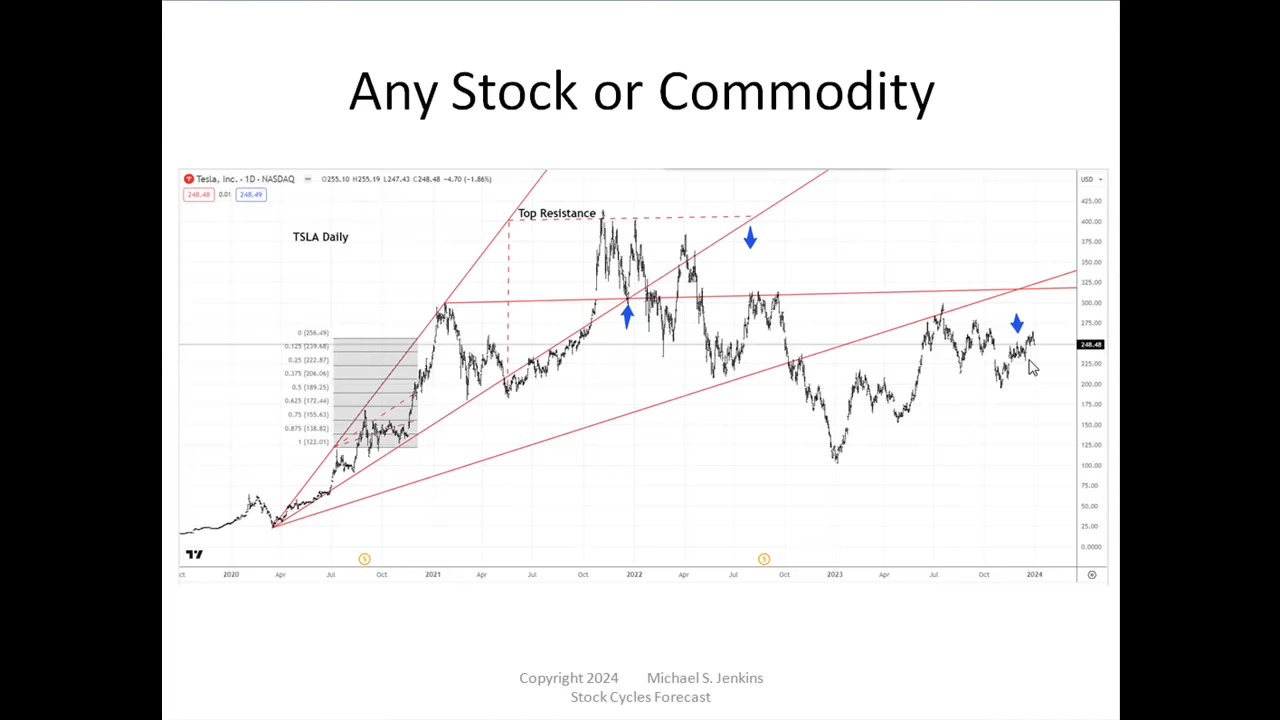 Any Stock or Commodity
Tesla, Inc. · 1D · NASDAQ O255.10 H255.19 L247.43 C248.48 −4.70 (−1.86%)
USD
248.48 0.01 248.49
425.00
Top Resistance
400.00
TSLA Daily
375.00
350.00
325.00
300.00
275.00
0 (256.49)
0.125 (239.68)
248.48
0.25 (222.87)
225.00
0.375 (206.06)
200.00
0.5 (189.25)
0.625 (172.44)
175.00
0.75 (155.63)
150.00
0.875 (138.82)
1 (122.01)
125.00
100.00
75.00
50.00
25.00
0.0000
S S
ct 2020 Apr Jul Oct 2021 Apr Jul Oct 2022 Apr Jul Oct 2023 Apr Jul Oct 2024
Copyright 2024 Michael S. Jenkins
Stock Cycles Forecast